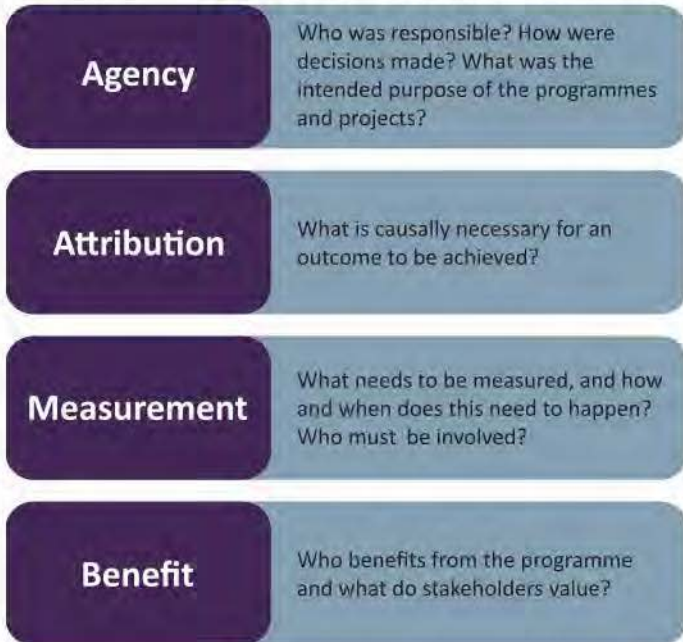 Agency
Who was responsible? How were
decisions made? What was the
intended purpose of the programmes
and projects?
Attribution
What is causally necessary for an
outcome to be achieved?
Measurement
What needs to be measured, and how
and when does this need to happen?
Who must be involved?
Benefit
Who benefits from the programme
and what do stakeholders value?